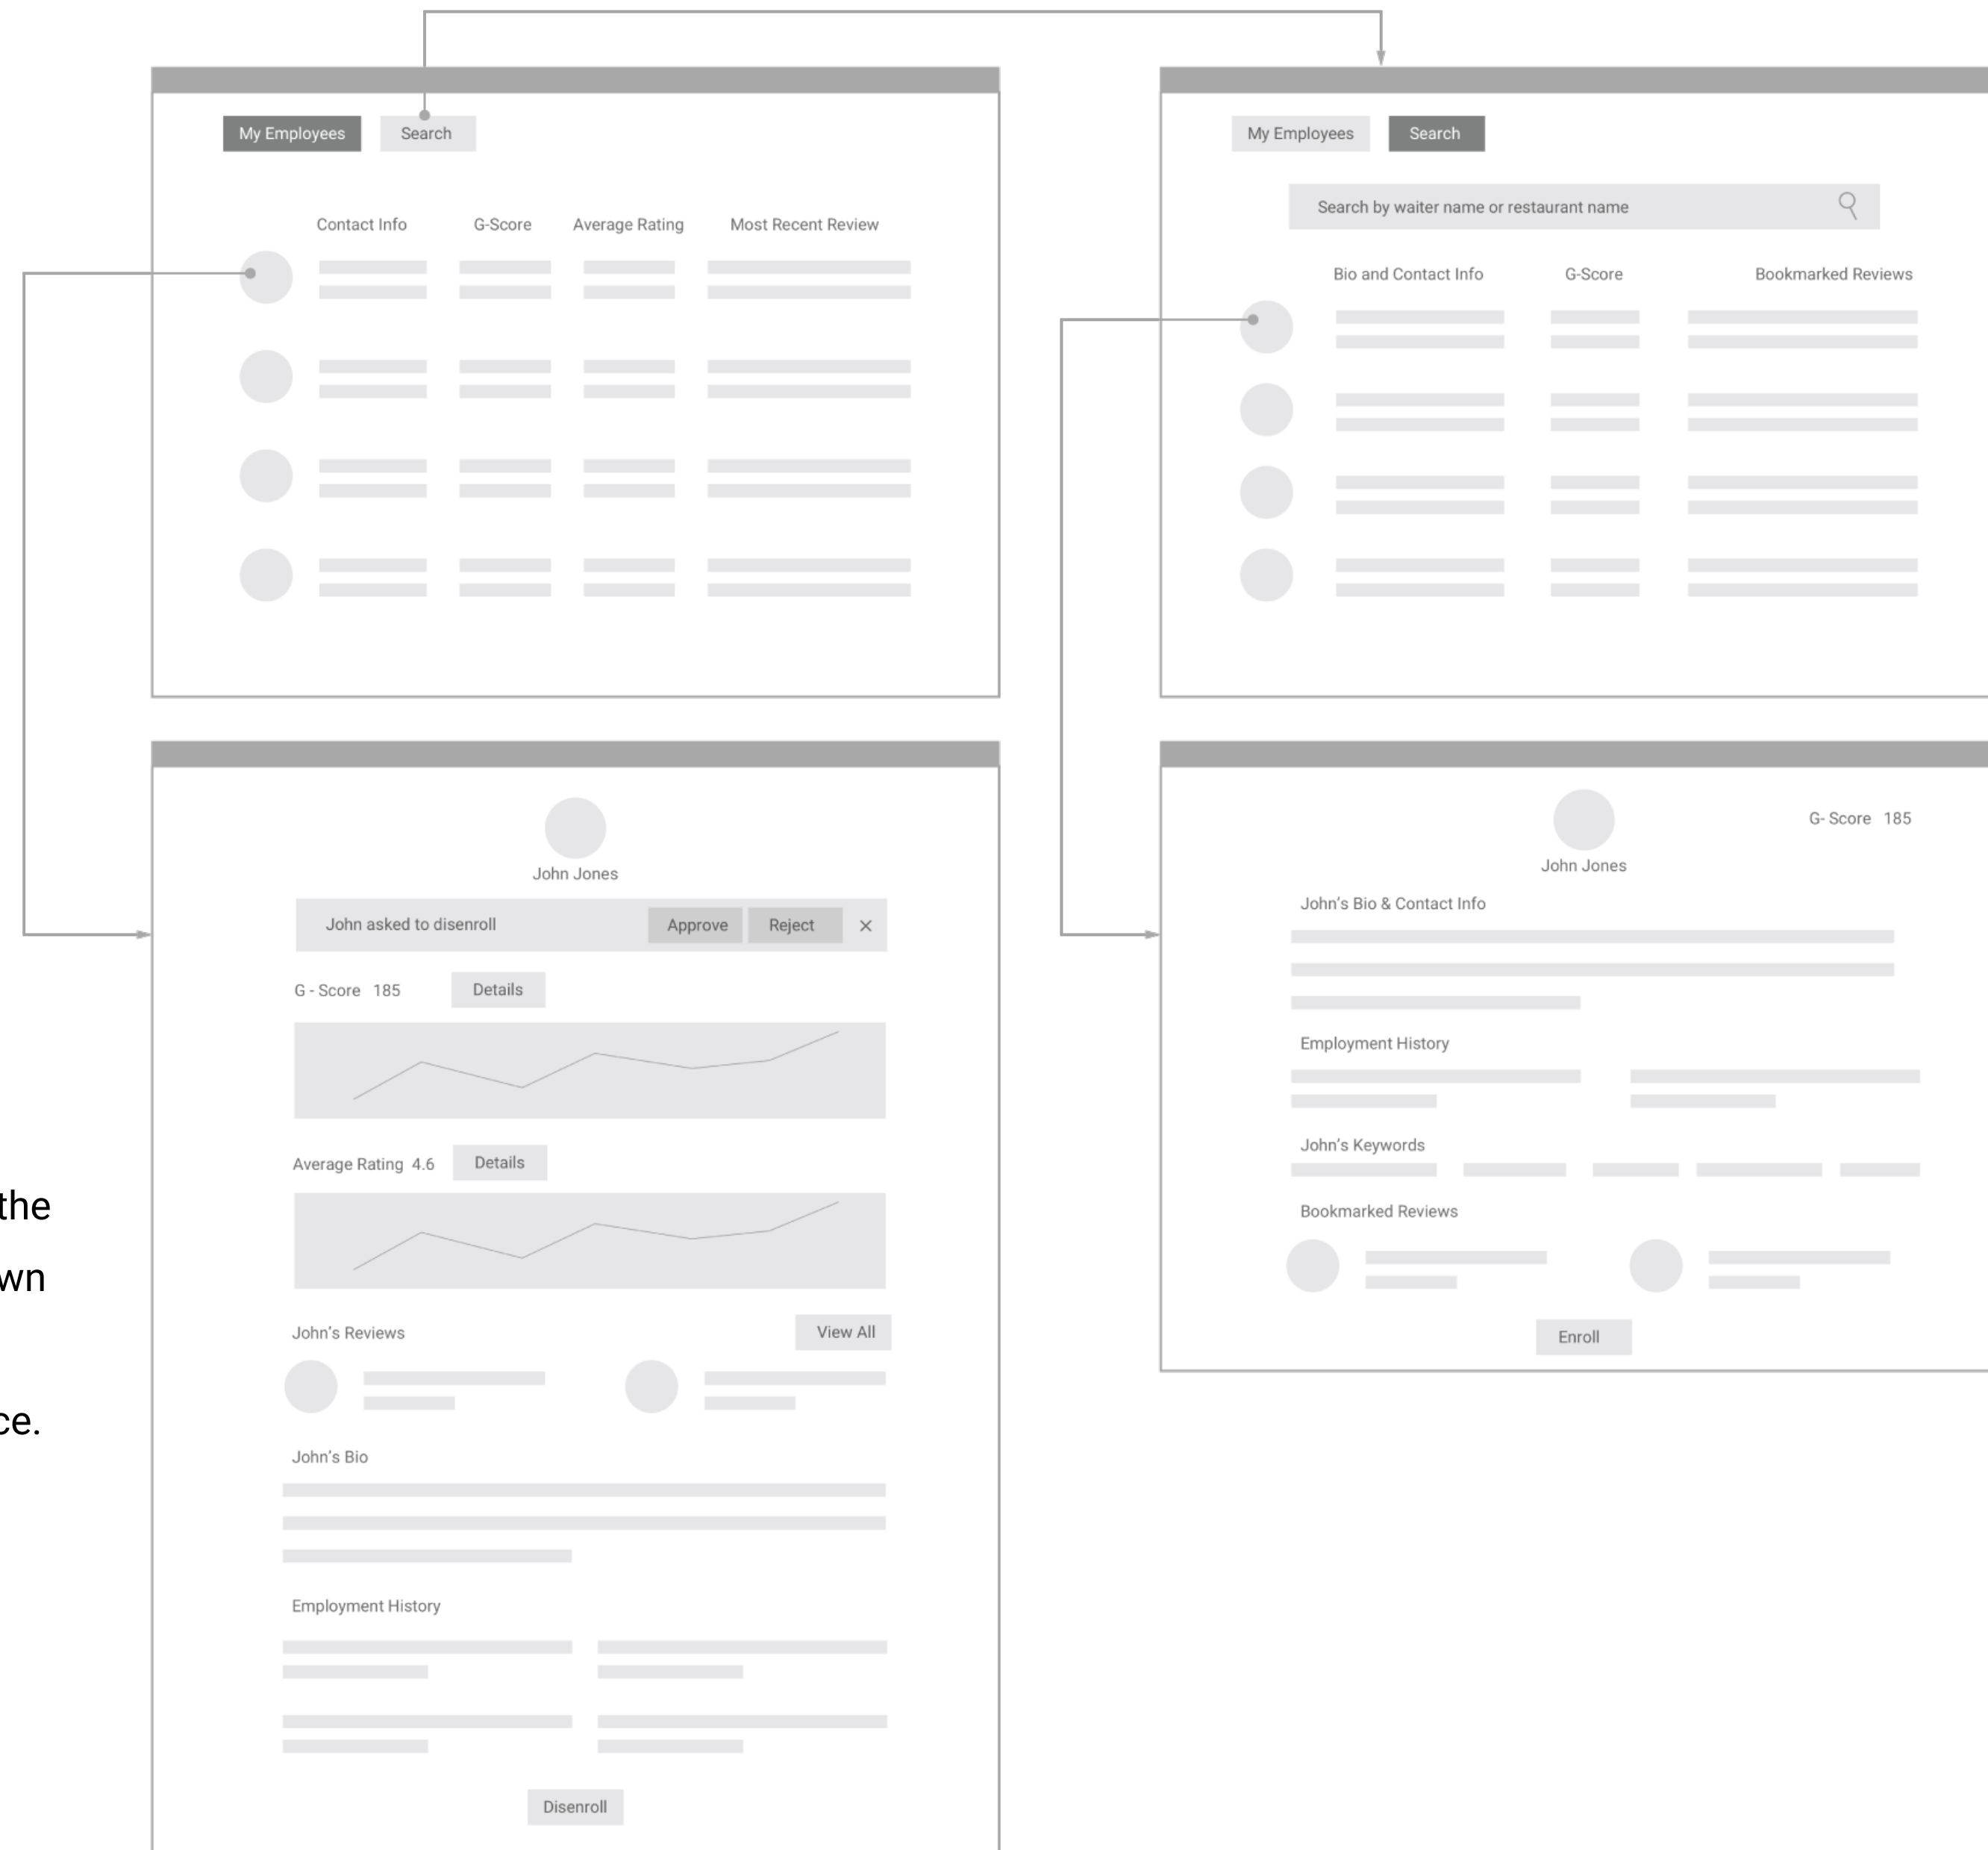 My Employees Search
Contact Info G-Score Average Rating Most Recent Review
My Employees Search
Search by waiter name or restaurant name
Bio and Contact Info G-Score Bookmarked Reviews
John Jones
John asked to disenroll Approve Reject ×
G - Score 185 Details
Average Rating 4.6 Details
John's Reviews View All
John's Bio
Employment History
Disenroll
G- Score 185
John Jones
John's Bio & Contact Info
Employment History
John's Keywords
Bookmarked Reviews
Enroll
the
wn
ce.